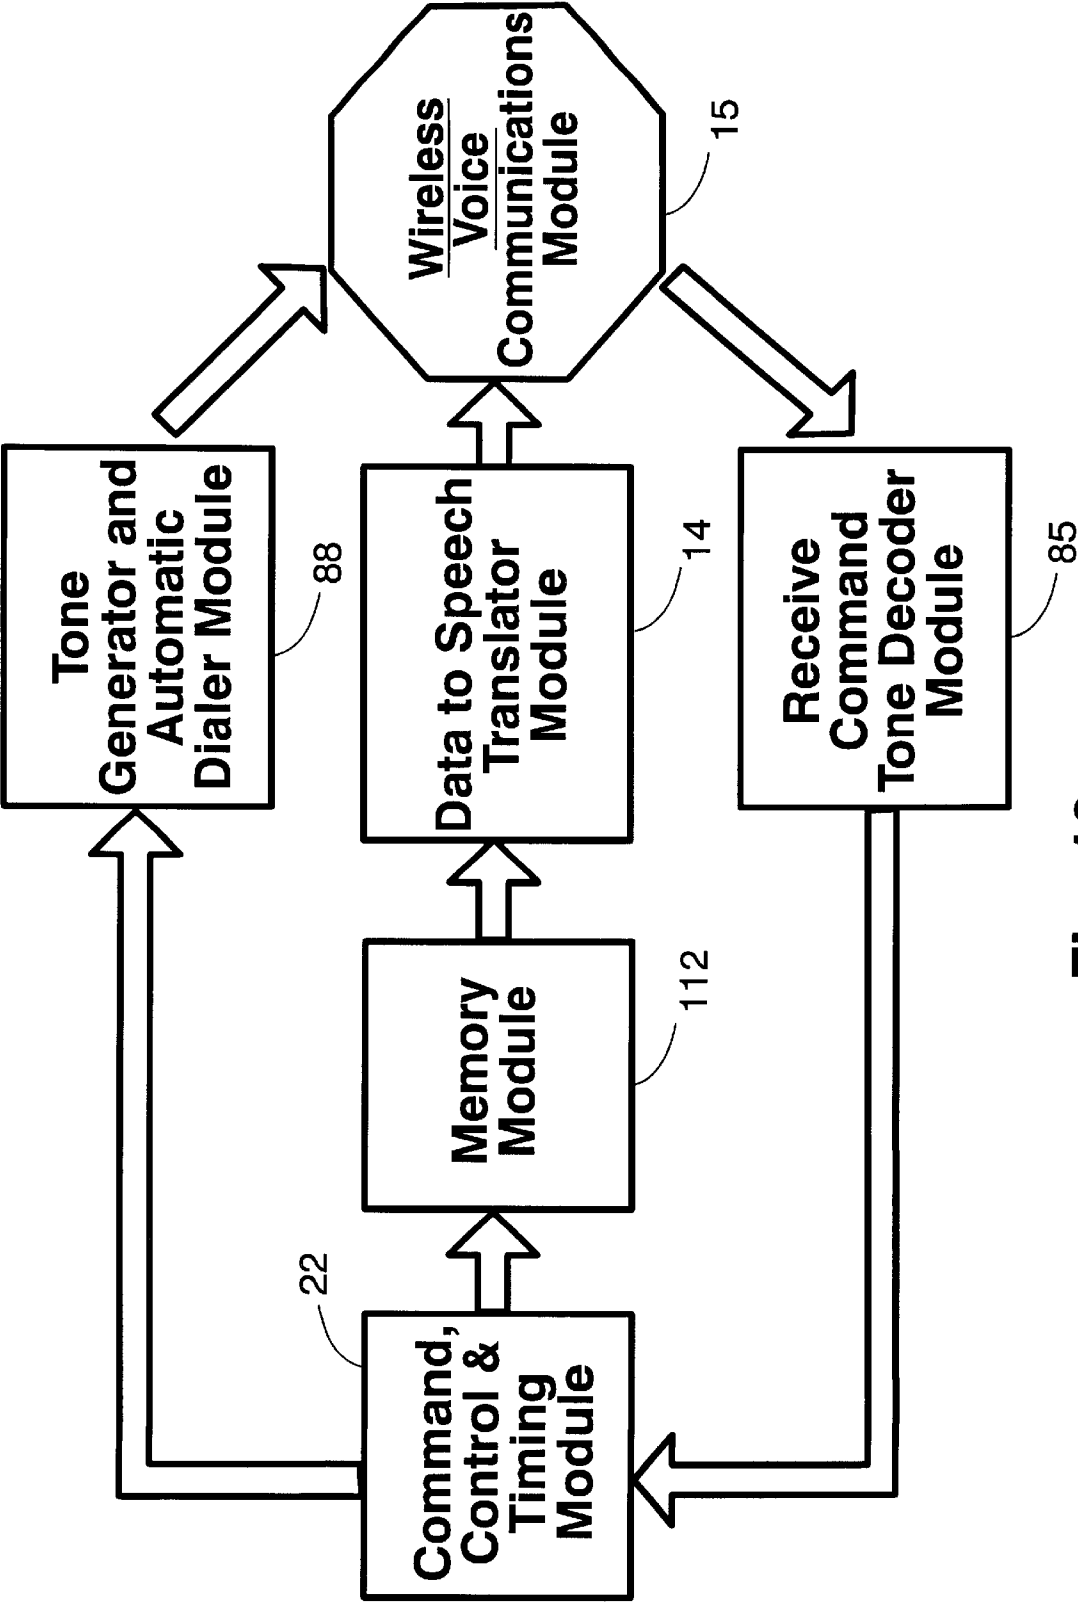 Tone
Generator and
Automatic
Dialer Module
88
Command,
Control &
Timing
Module
22
Memory
Module
112
Data to Speech
Translator
Module
14
Wireless
Voice
Communications
Module
15
Receive
Command
Tone Decoder
Module
85